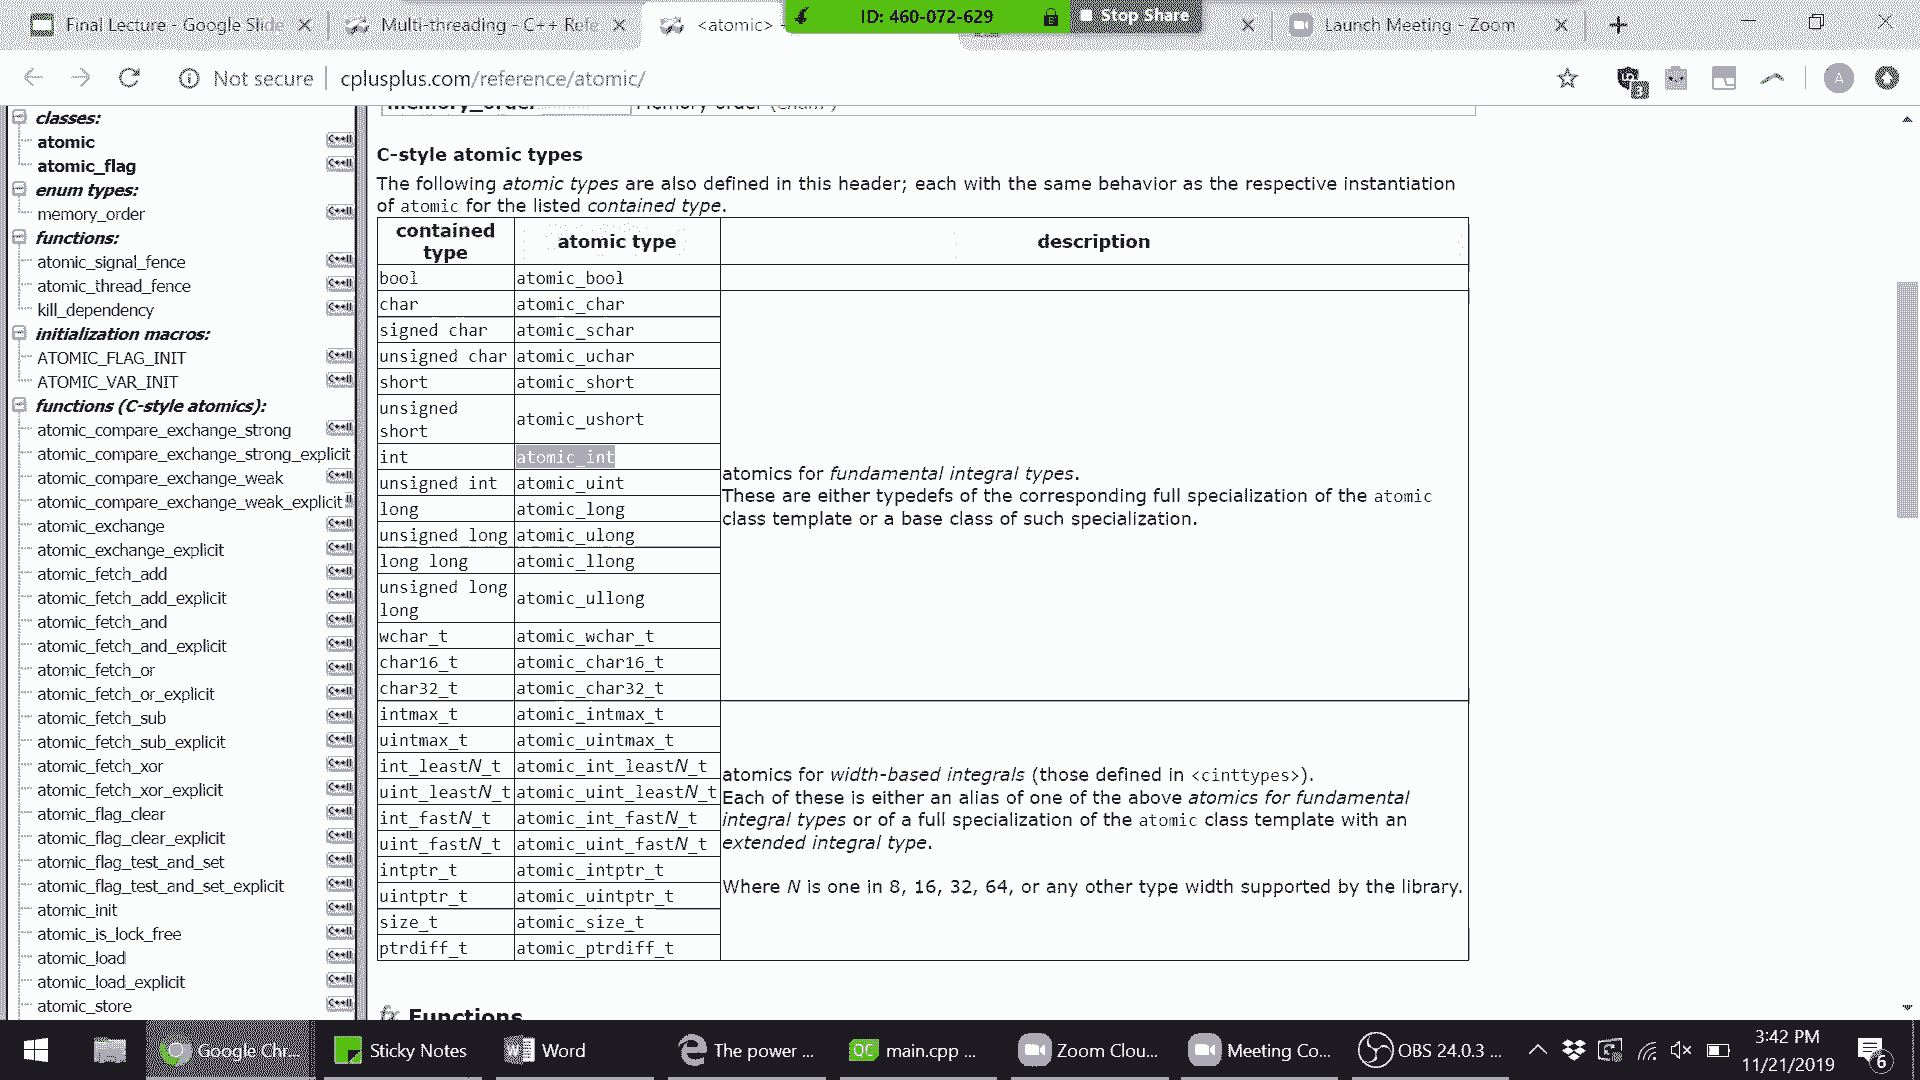 Final Lecture - Google Slide
Multi-threading - C++ Refe
<atomic> -
ID: 460-072-629
Stop Share
Launch Meeting - Zoom
Not secure
cplusplus.com/reference/atomic/
3
A
memory_order
Memory order (enum )
classes:
atomic
atomic_flag
enum types:
memory_order
functions:
atomic_signal_fence
atomic_thread_fence
kill_dependency
initialization macros:
ATOMIC_FLAG_INIT
ATOMIC_VAR_INIT
functions (C-style atomics):
atomic_compare_exchange_strong
atomic_compare_exchange_strong_explicit
atomic_compare_exchange_weak
atomic_compare_exchange_weak_explicit
atomic_exchange
atomic_exchange_explicit
atomic_fetch_add
atomic_fetch_add_explicit
atomic_fetch_and
atomic_fetch_and_explicit
atomic_fetch_or
atomic_fetch_or_explicit
atomic_fetch_sub
atomic_fetch_sub_explicit
atomic_fetch_xor
atomic_fetch_xor_explicit
atomic_flag_clear
atomic_flag_clear_explicit
atomic_flag_test_and_set
atomic_flag_test_and_set_explicit
atomic_init
atomic_is_lock_free
atomic_load
atomic_load_explicit
atomic_store
C-style atomic types
The following atomic types are also defined in this header; each with the same behavior as the respective instantiation
of atomic for the listed contained type.
contained type
atomic type
description
bool atomic_bool
char atomic_char
signed char atomic_schar
unsigned char atomic_uchar
short atomic_short
unsigned short atomic_ushort
int atomic_int
unsigned int atomic_uint
long atomic_long
unsigned long atomic_ulong
long long atomic_llong
unsigned long long atomic_ullong
wchar_t atomic_wchar_t
char16_t atomic_char16_t
char32_t atomic_char32_t
atomics for fundamental integral types.
These are either typedefs of the corresponding full specialization of the atomic
class template or a base class of such specialization.
intmax_t atomic_intmax_t
uintmax_t atomic_uintmax_t
int_leastN_t atomic_int_leastN_t
uint_leastN_t atomic_uint_leastN_t
int_fastN_t atomic_int_fastN_t
uint_fastN_t atomic_uint_fastN_t
intptr_t atomic_intptr_t
uintptr_t atomic_uintptr_t
size_t atomic_size_t
ptrdiff_t atomic_ptrdiff_t
atomics for width-based integrals (those defined in <cinttypes>).
Each of these is either an alias of one of the above atomics for fundamental
integral types or of a full specialization of the atomic class template with an
extended integral type.
Where N is one in 8, 16, 32, 64, or any other type width supported by the library.
fx Functions
Google Chr...
Sticky Notes
Word
The power ...
main.cpp ...
Zoom Clou...
Meeting Co...
OBS 24.0.3 ...
3:42 PM
11/21/2019
6